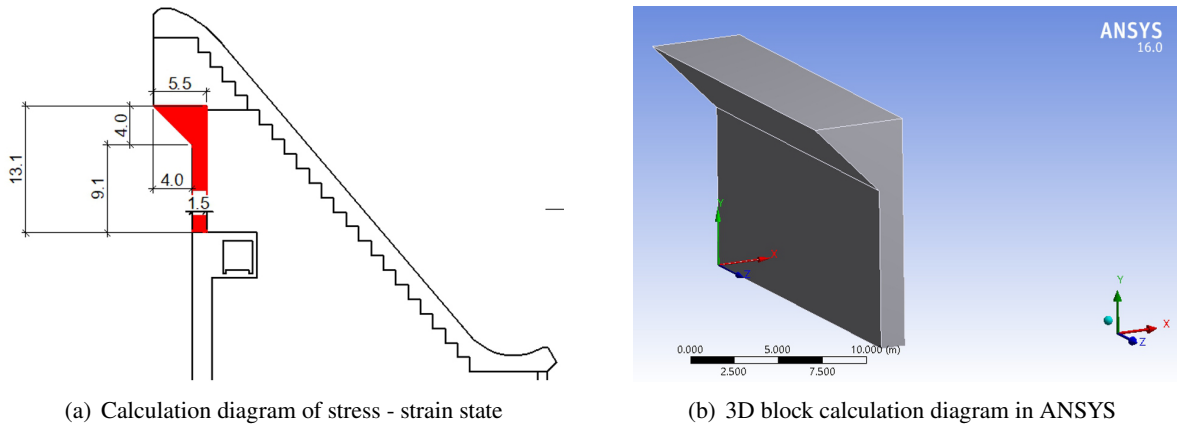 5.5
4.0
13.1
9.1
4.0
1.5
ANSYS
16.0
Y
X
Z
Y
X
Z
0.000 5.000 10.000 (m)
2.500 7.500
(a) Calculation diagram of stress - strain state
(b) 3D block calculation diagram in ANSYS